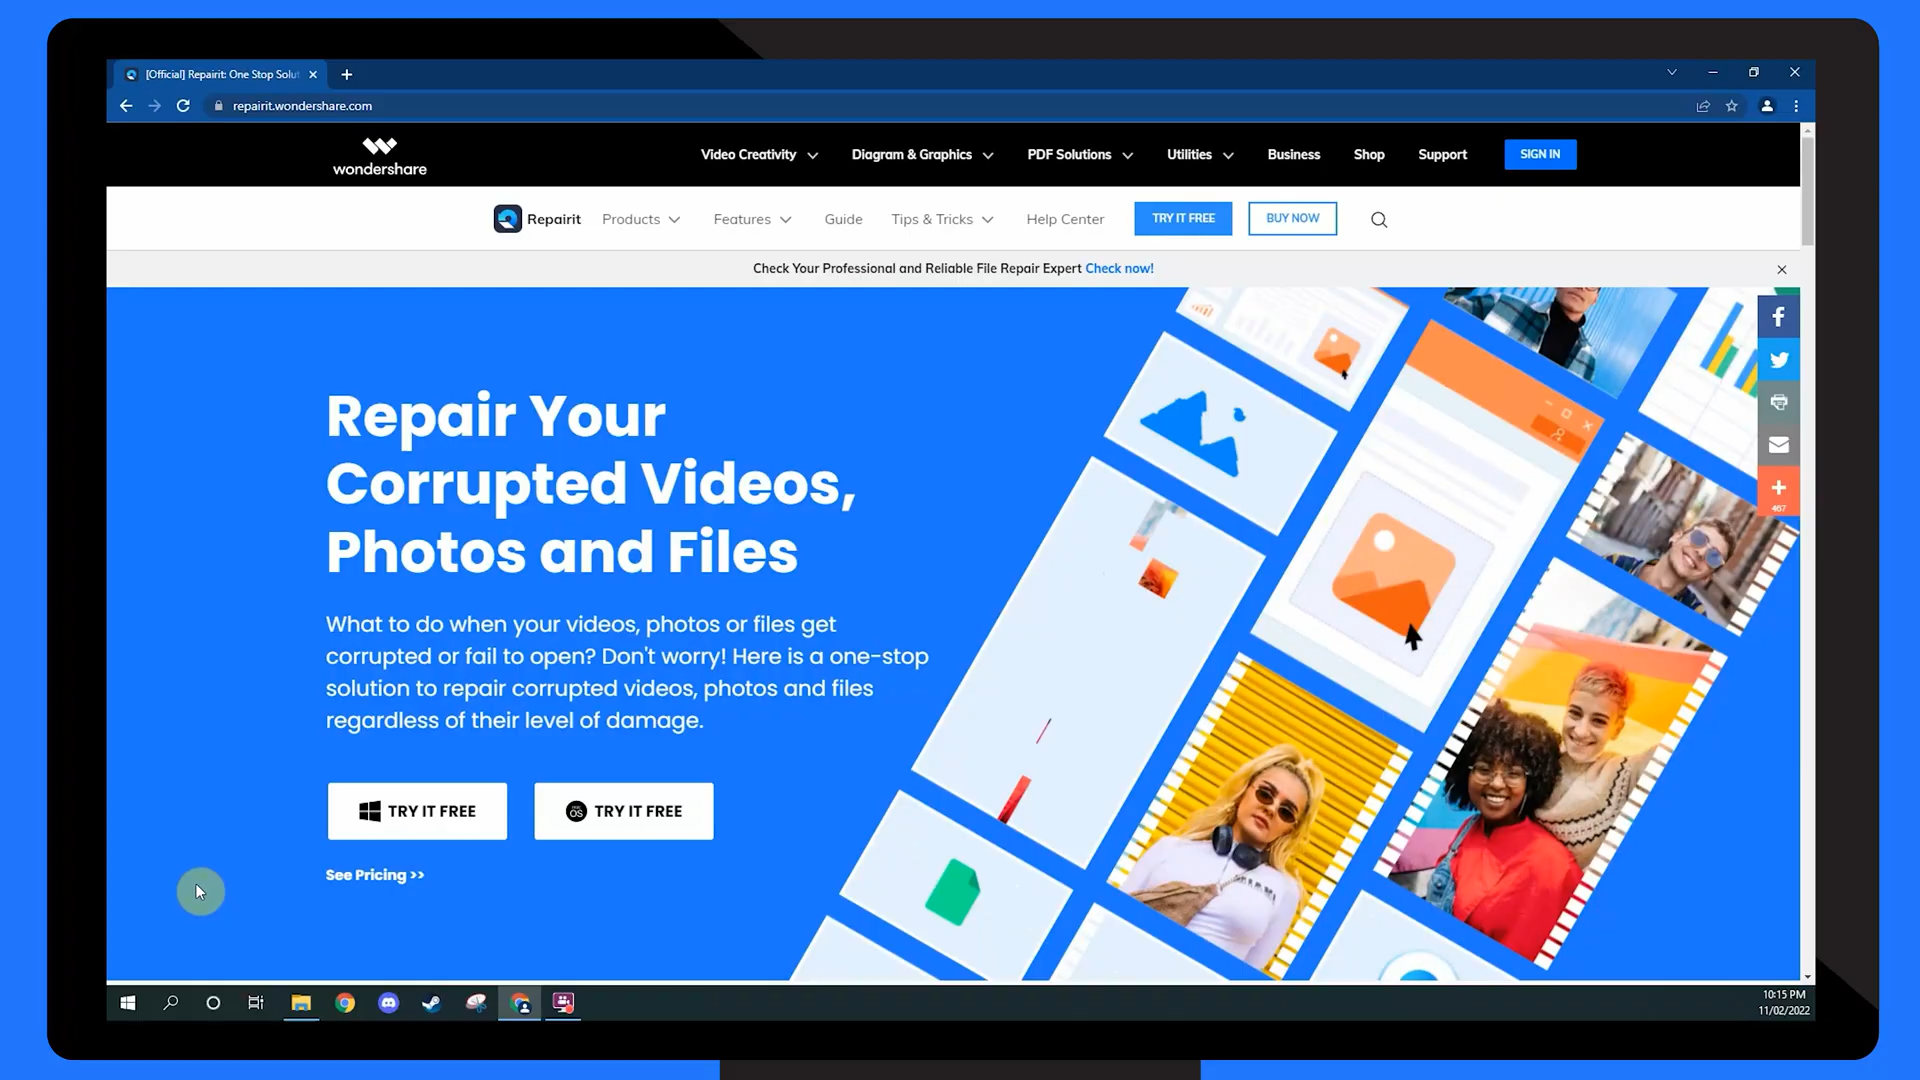 [Official] Repairit: One Stop Solut
repairit.wondershare.com
wondershare
Video Creativity Diagram & Graphics PDF Solutions Utilities Business Shop Support SIGN IN
Repairit Products Features Guide Tips & Tricks Help Center TRY IT FREE BUY NOW
Check Your Professional and Reliable File Repair Expert Check now!
Repair Your
Corrupted Videos,
Photos and Files
What to do when your videos, photos or files get
corrupted or fail to open? Don't worry! Here is a one-stop
solution to repair corrupted videos, photos and files
regardless of their level of damage.
TRY IT FREE TRY IT FREE
See Pricing >>
467
10:15 PM
11/02/2022